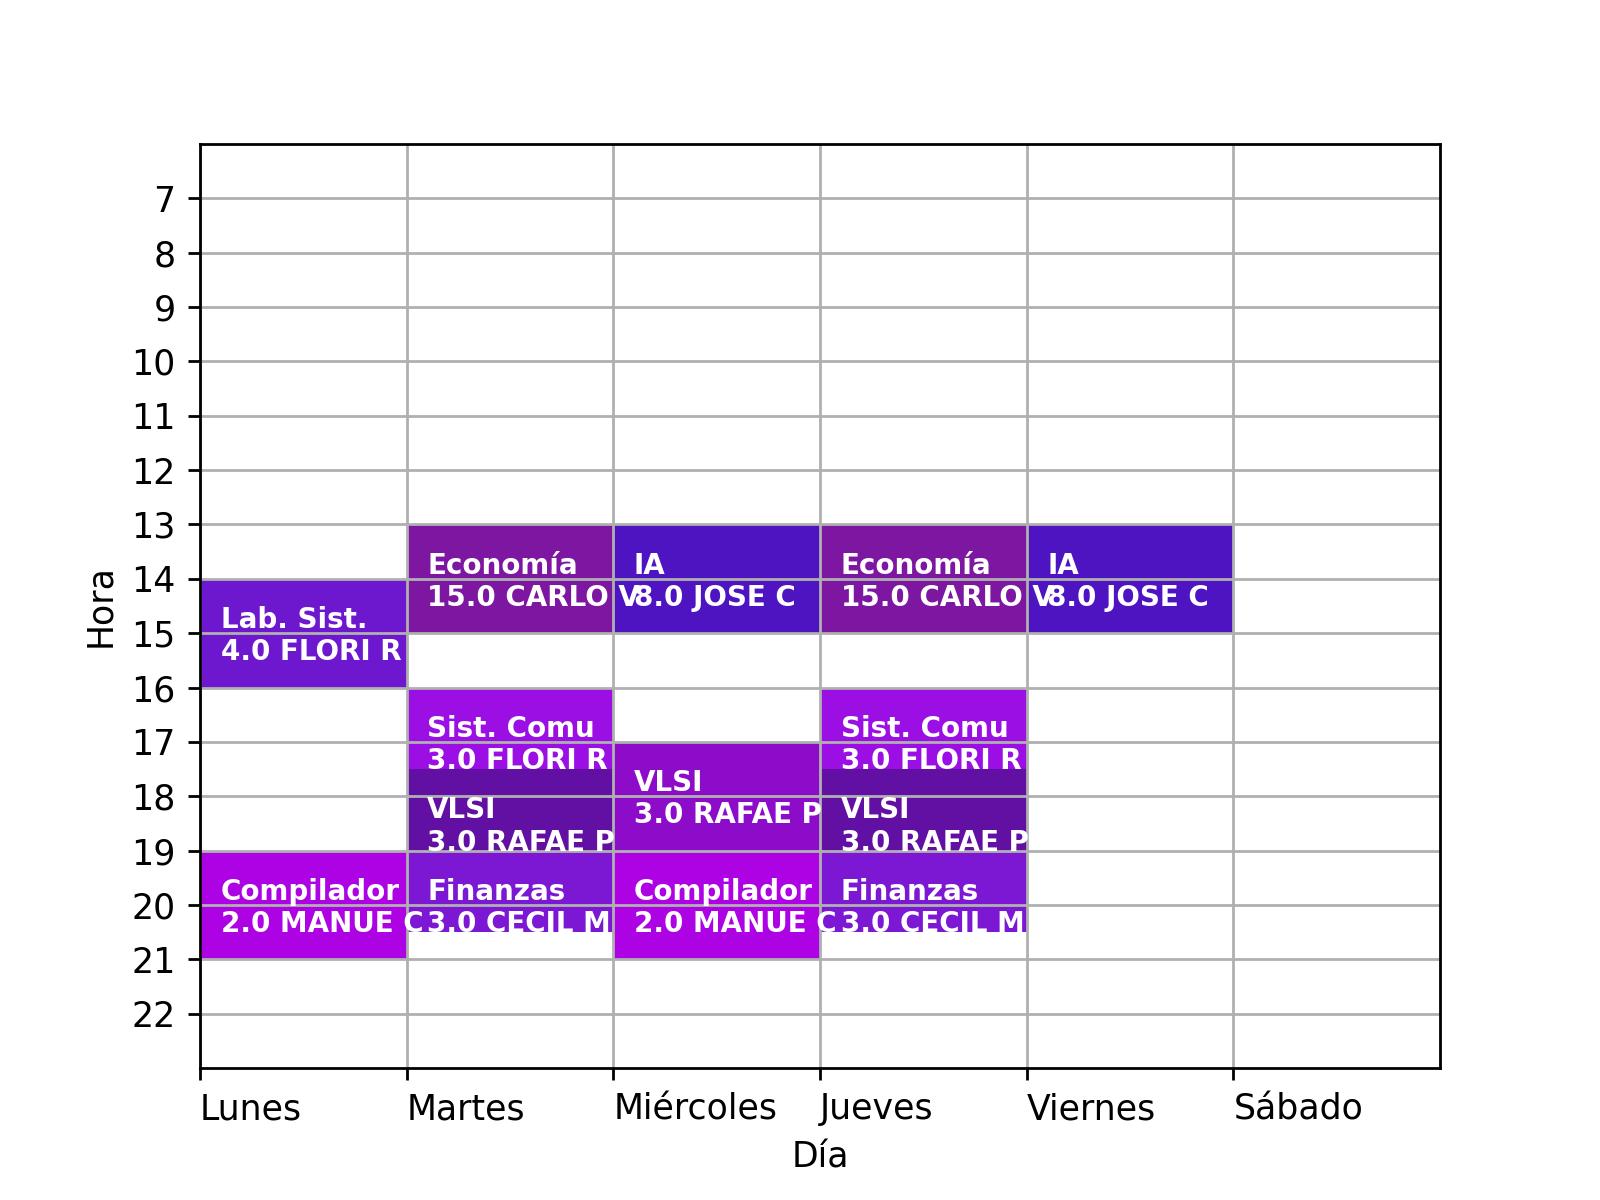 7
8
9
10
11
12
13
14
15
16
17
18
19
20
21
22
Hora
Lab. Sist.
4.0 FLORI R
Compilador
2.0 MANUE C
Economía
15.0 CARLO V
Sist. Comu
3.0 FLORI R
VLSI
3.0 RAFAE P
Finanzas
3.0 CECIL M
IA
8.0 JOSE C
VLSI
3.0 RAFAE P
Compilador
2.0 MANUE C
Economía
15.0 CARLO V
Sist. Comu
3.0 FLORI R
VLSI
3.0 RAFAE P
Finanzas
3.0 CECIL M
IA
8.0 JOSE C
Lunes
Martes
Miércoles
Jueves
Viernes
Sábado
Día